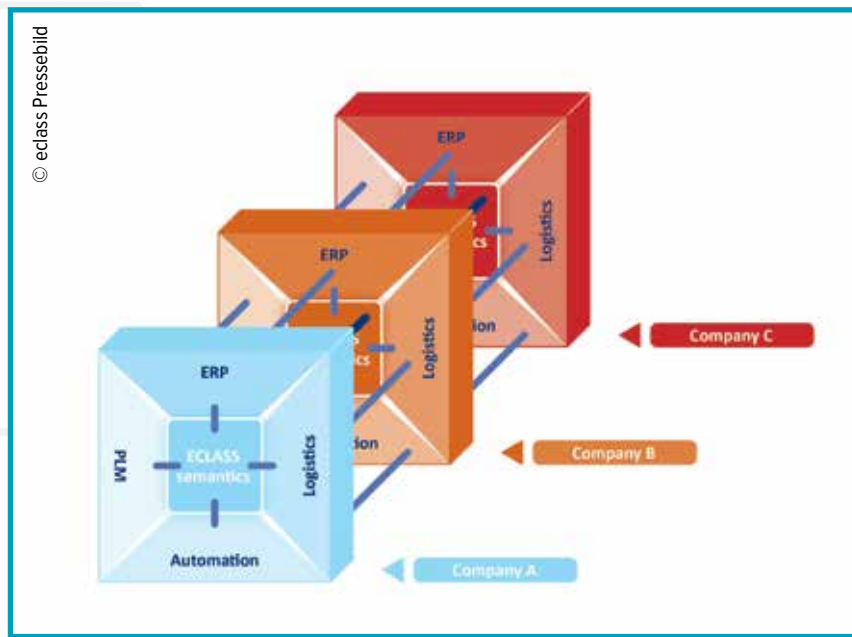 © eclass Pressebild
ERP
Logistics
Company C
ERP
Logistics
Company B
ERP
PLM
ECLASS
semantics
Logistics
Automation
Company A